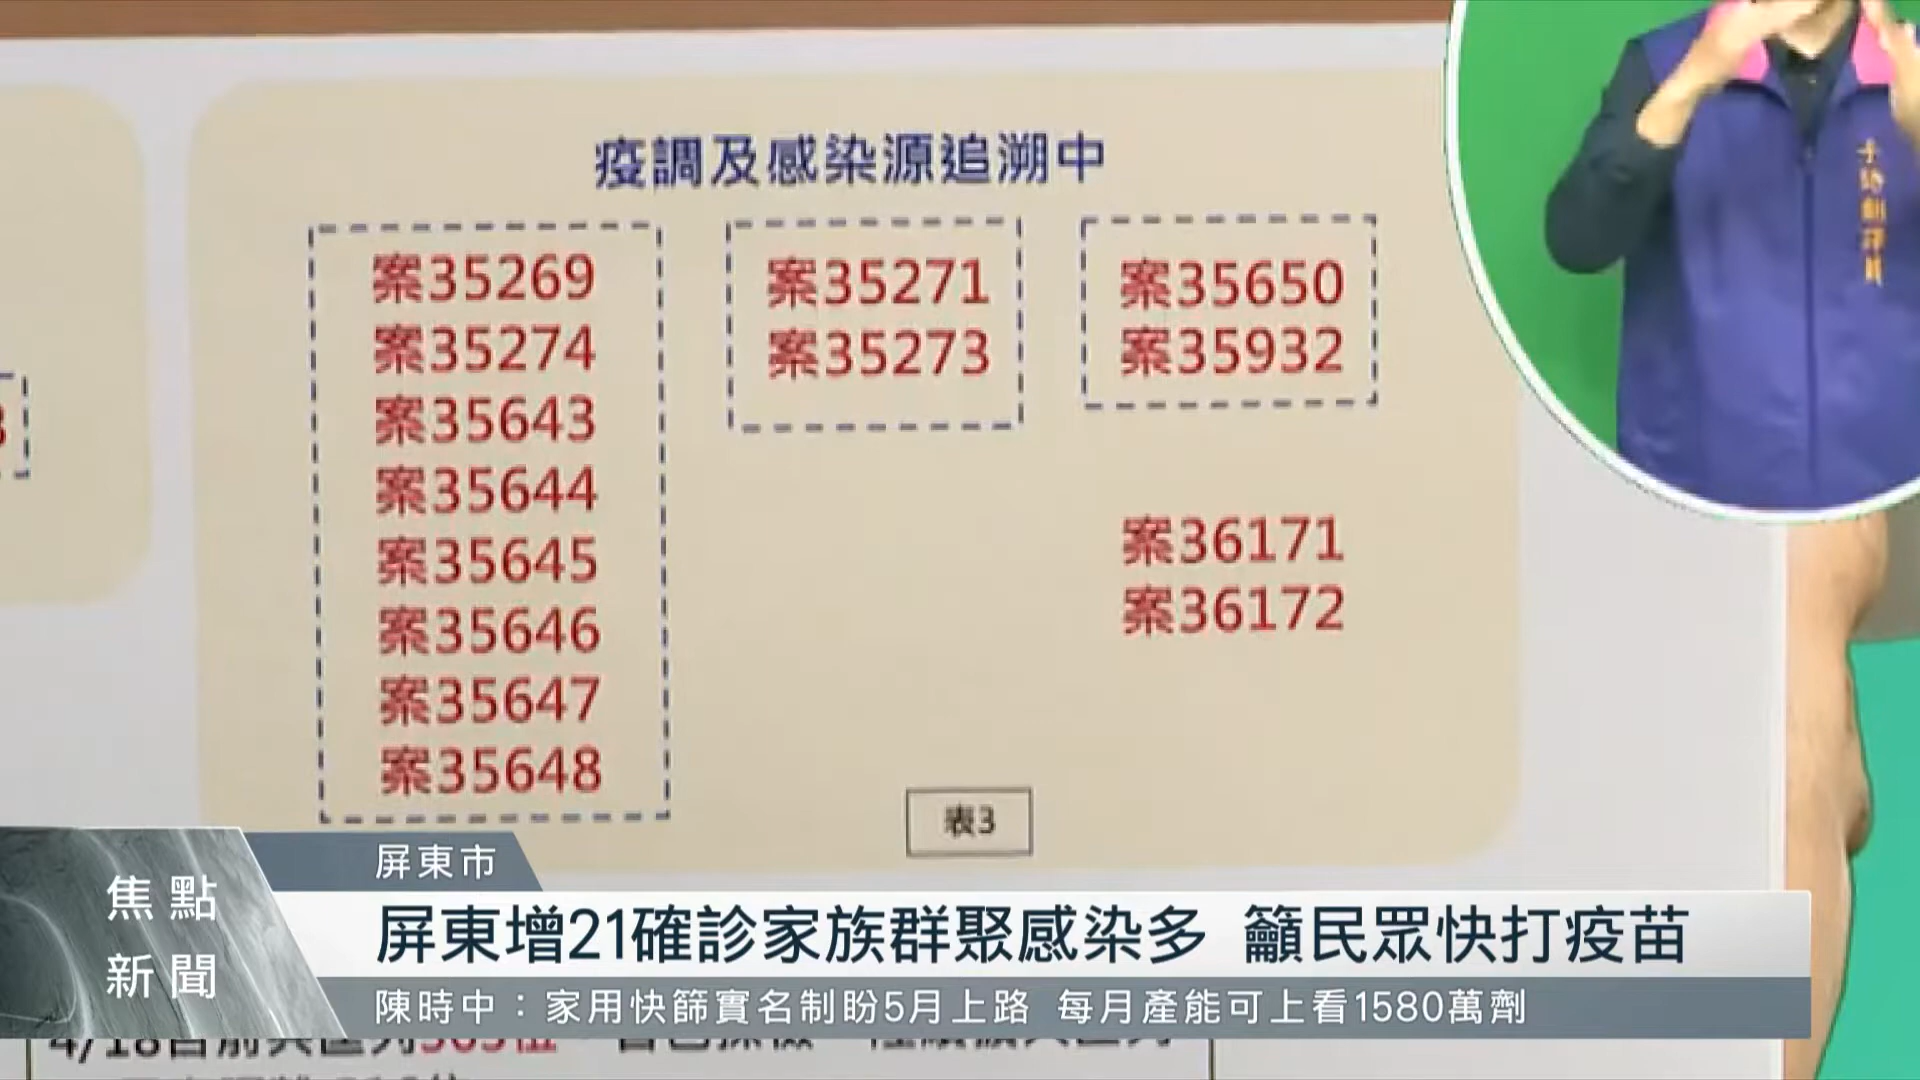 疫調及感染源追溯中
案35269
案35274
案35643
案35644
案35645
案35646
案35647
案35648
案35271
案35273
案35650
案35932
案36171
案36172
表3
手語翻譯員
焦點
新聞
屏東市
屏東增21確診家族群聚感染多 籲民眾快打疫苗
陳時中：家用快篩實名制盼5月上路 每月產能可上看1580萬劑